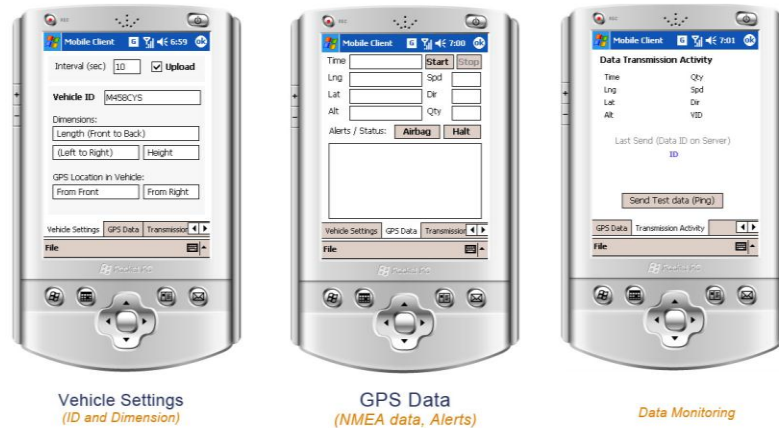 REC
Mobile Client G 6:59 ok
Interval (sec) 10 Upload
Vehicle ID M458CYS
Dimensions:
Length (Front to Back)
(Left to Right) Height
GPS Location in Vehicle:
From Front From Right
Vehicle Settings GPS Data Transmission
File
Vehicle Settings
(ID and Dimension)
REC
Mobile Client G 7:00 ok
Time Start Stop
Lng Spd
Lat Dir
Alt Qty
Alerts / Status: Airbag Halt
Vehicle Settings GPS Data Transmission
File
GPS Data
(NMEA data, Alerts)
REC
Mobile Client G 7:01 ok
Data Transmission Activity
Time Qty
Lng Spd
Lat Dir
Alt VID
Last Send (Data ID on Server)
ID
Send Test data (Ping)
GPS Data Transmission Activity
File
Data Monitoring